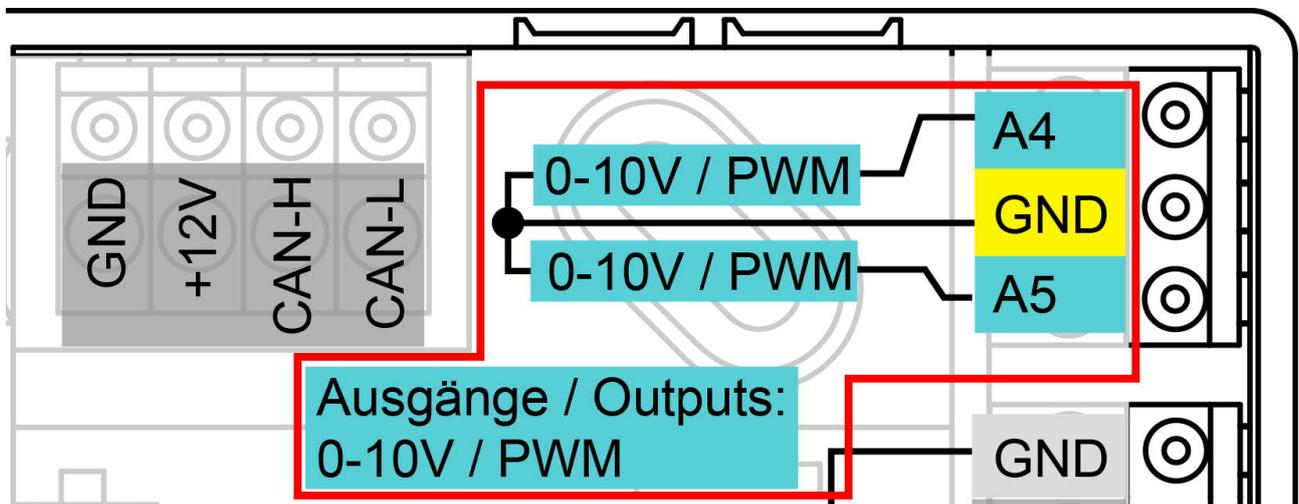 GND
+12V
CAN-H
CAN-L
0-10V / PWM
A4
GND
0-10V / PWM
A5
Ausgänge / Outputs:
0-10V / PWM
GND